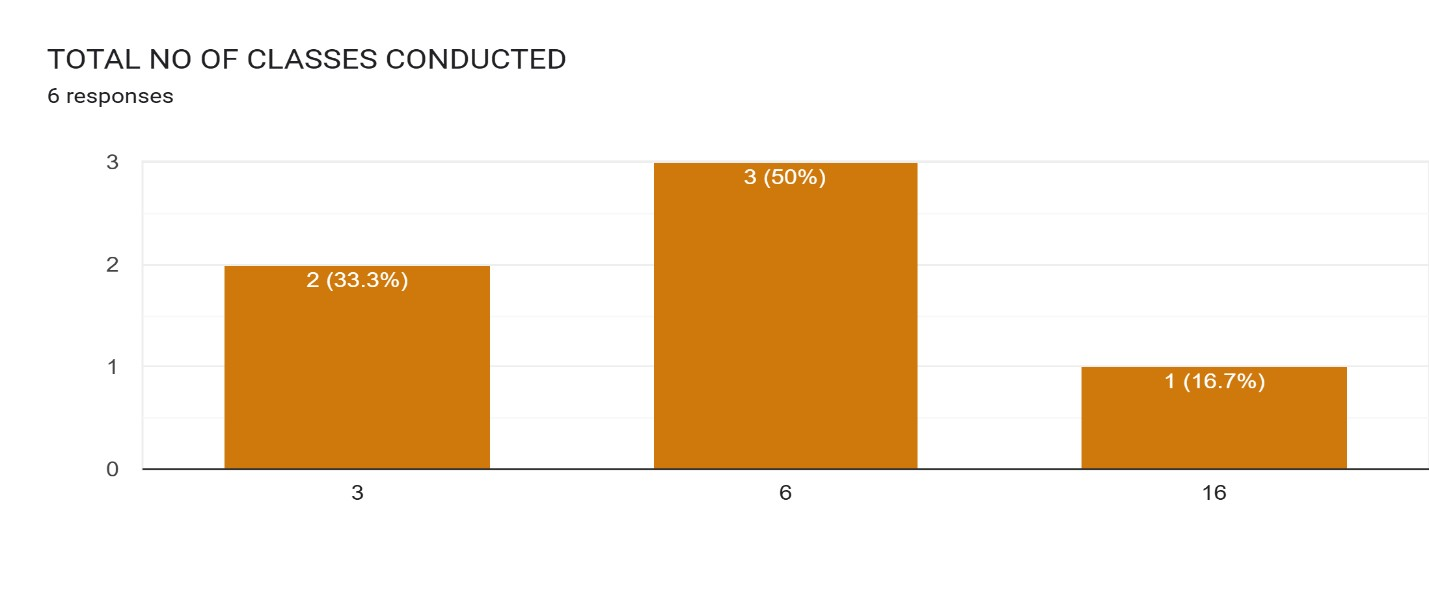 TOTAL NO OF CLASSES CONDUCTED
6 responses
3
3 (50%)
2
2 (33.3%)
1
1 (16.7%)
0
3 6 16